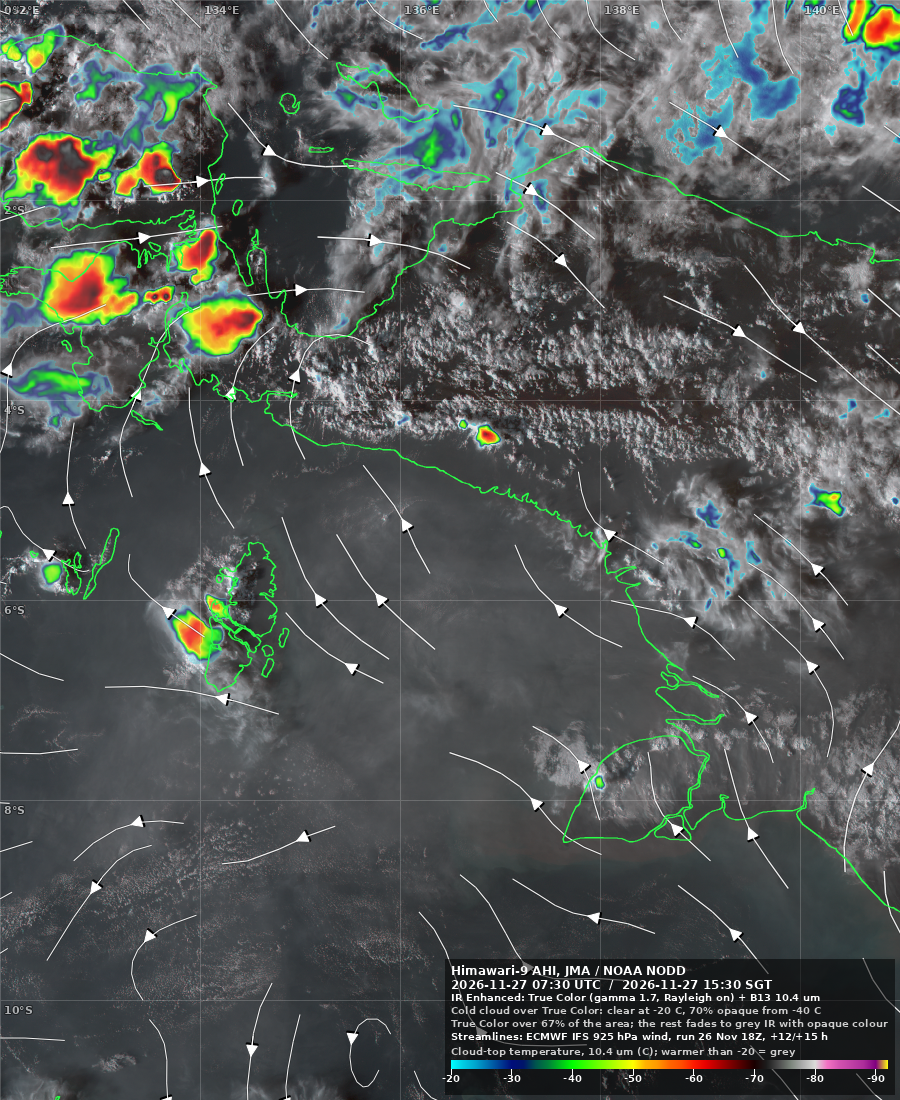 0°2°E
134°E
136°E
138°E
140°E
2°S
4°S
6°S
8°S
10°S
Himawari-9 AHI, JMA / NOAA NODD
2026-11-27 07:30 UTC / 2026-11-27 15:30 SGT
IR Enhanced: True Color (gamma 1.7, Rayleigh on) + B13 10.4 um
Cold cloud over True Color: clear at -20 C, 70% opaque from -40 C
True Color over 67% of the area; the rest fades to grey IR with opaque colour
Streamlines: ECMWF IFS 925 hPa wind, run 26 Nov 18Z, +12/+15 h
Cloud-top temperature, 10.4 um (C); warmer than -20 = grey
-20 -30 -40 -50 -60 -70 -80 -90